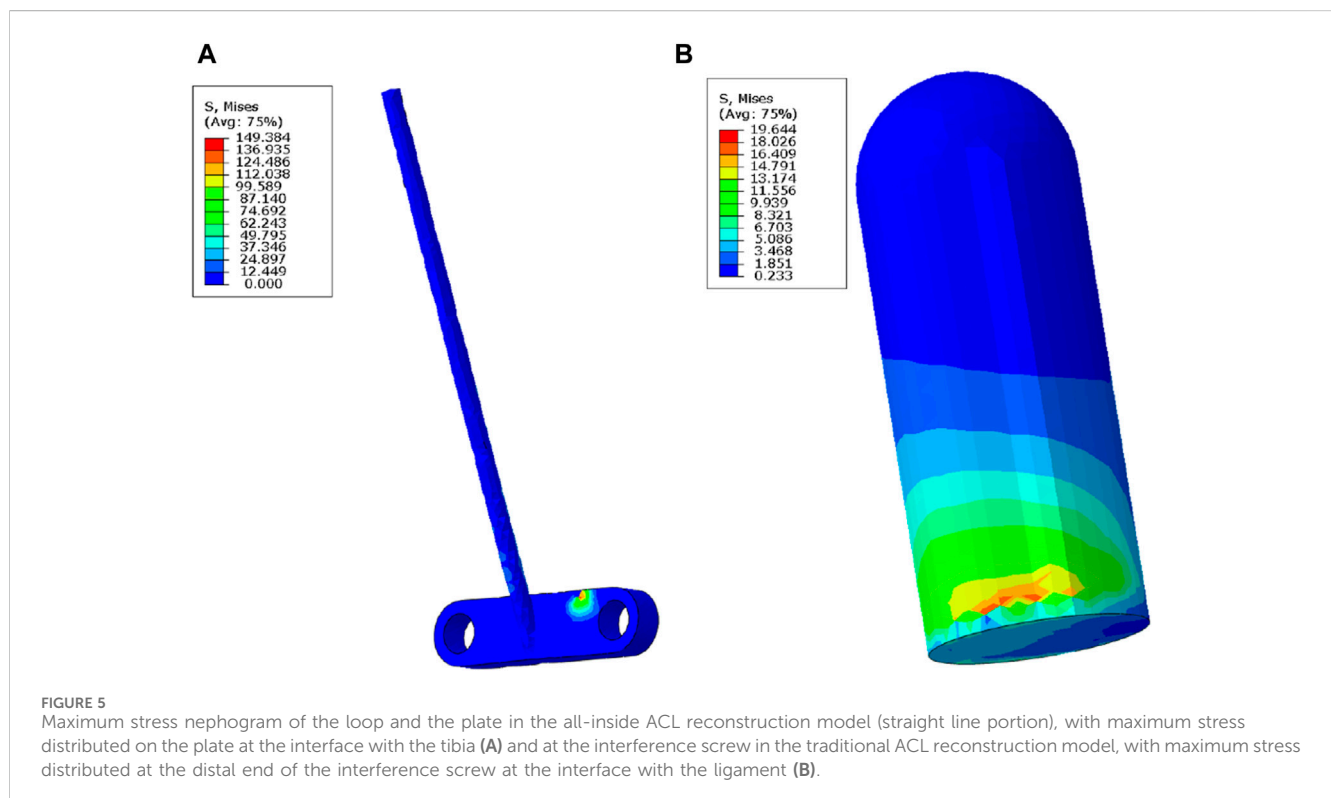 A
S, Mises
(Avg: 75%)
149.384
136.935
124.486
112.038
99.589
87.140
74.692
62.243
49.795
37.346
24.897
12.449
0.000
B
S, Mises
(Avg: 75%)
19.644
18.026
16.409
14.791
13.174
11.556
9.939
8.321
6.703
5.086
3.468
1.851
0.233
FIGURE 5
Maximum stress nephogram of the loop and the plate in the all-inside ACL reconstruction model (straight line portion), with maximum stress
distributed on the plate at the interface with the tibia (A) and at the interference screw in the traditional ACL reconstruction model, with maximum stress
distributed at the distal end of the interference screw at the interface with the ligament (B).